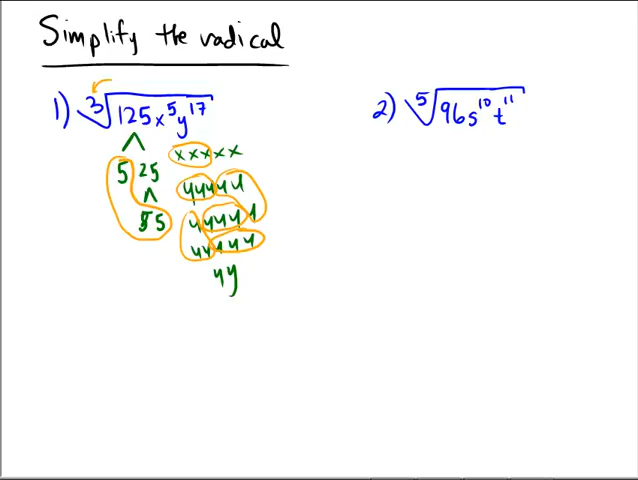 Simplify the radical
1) ∛125x⁵y¹⁷
5 25
5 5
xxxxx
yyyyy
yyyyy
yyyyy
yy
2) ⁵√96s¹⁰t¹¹